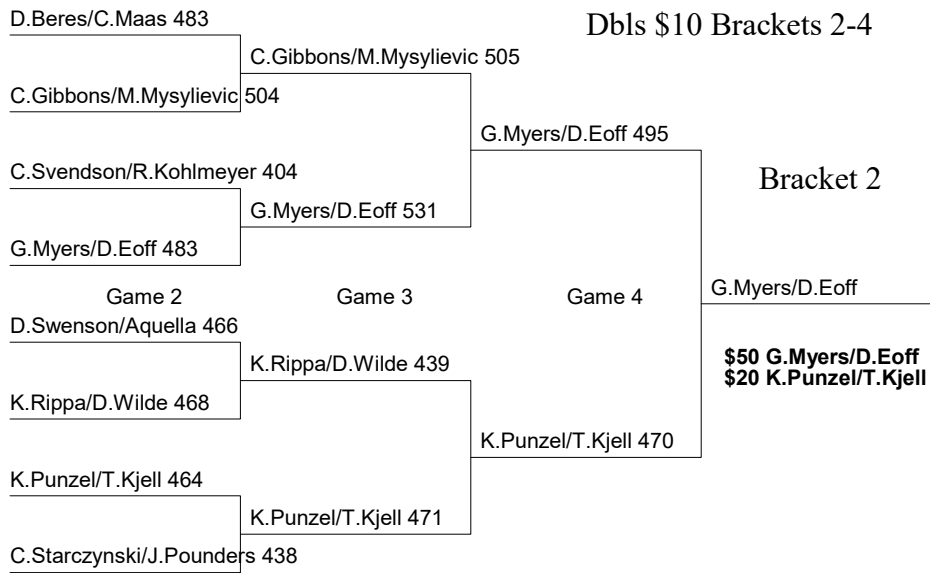 D.Beres/C.Maas 483
Dbls $10 Brackets 2-4
C.Gibbons/M.Mysylievic 505
C.Gibbons/M.Mysylievic 504
G.Myers/D.Eoff 495
C.Svendson/R.Kohlmeyer 404
Bracket 2
G.Myers/D.Eoff 531
G.Myers/D.Eoff 483
Game 2 Game 3 Game 4 G.Myers/D.Eoff
D.Swenson/Aquella 466
K.Rippa/D.Wilde 439
$50 G.Myers/D.Eoff
$20 K.Punzel/T.Kjell
K.Rippa/D.Wilde 468
K.Punzel/T.Kjell 470
K.Punzel/T.Kjell 464
K.Punzel/T.Kjell 471
C.Starczynski/J.Pounders 438